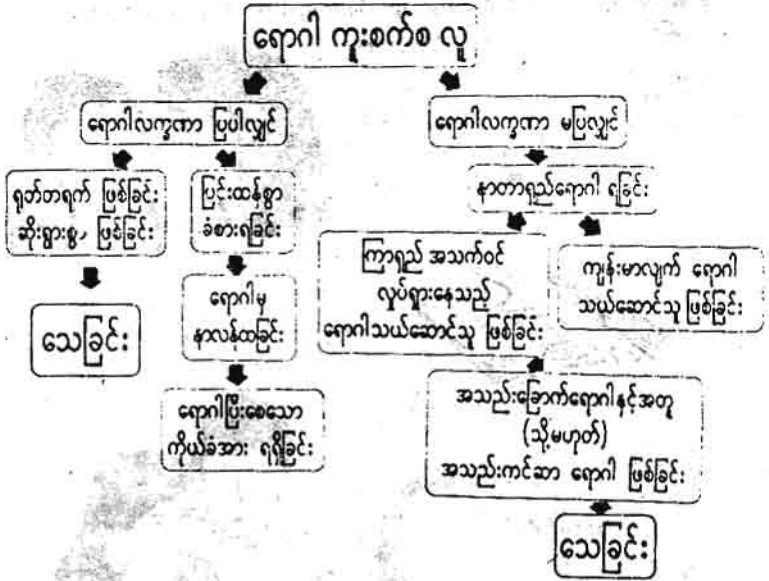 ရောဂါ ကူးစက်စ လူ
ရောဂါလက္ခဏာ ပြပါလျှင်
ရောဂါလက္ခဏာ မပြလျှင်
ရုတ်တရက် ဖြစ်ခြင်း
ဆိုးရွားစွာ ဖြစ်ခြင်း
ပြင်းထန်စွာ
ခံစားရခြင်း
နာတာရှည်ရောဂါ ရခြင်း
သေခြင်း
ရောဂါမှ
နာလန်ထခြင်း
ကြာရှည် အသက်ဝင်
လှုပ်ရှားနေသည့်
ရောဂါသယ်ဆောင်သူ ဖြစ်ခြင်း
ကျန်းမာလျက် ရောဂါ
သယ်ဆောင်သူ ဖြစ်ခြင်း
ရောဂါပြီးစေသော
ကိုယ်ခံအား ရရှိခြင်း
အသည်းခြောက်ရောဂါနှင့်အတူ
(သို့မဟုတ်)
အသည်းကင်ဆာ ရောဂါ ဖြစ်ခြင်း
သေခြင်း